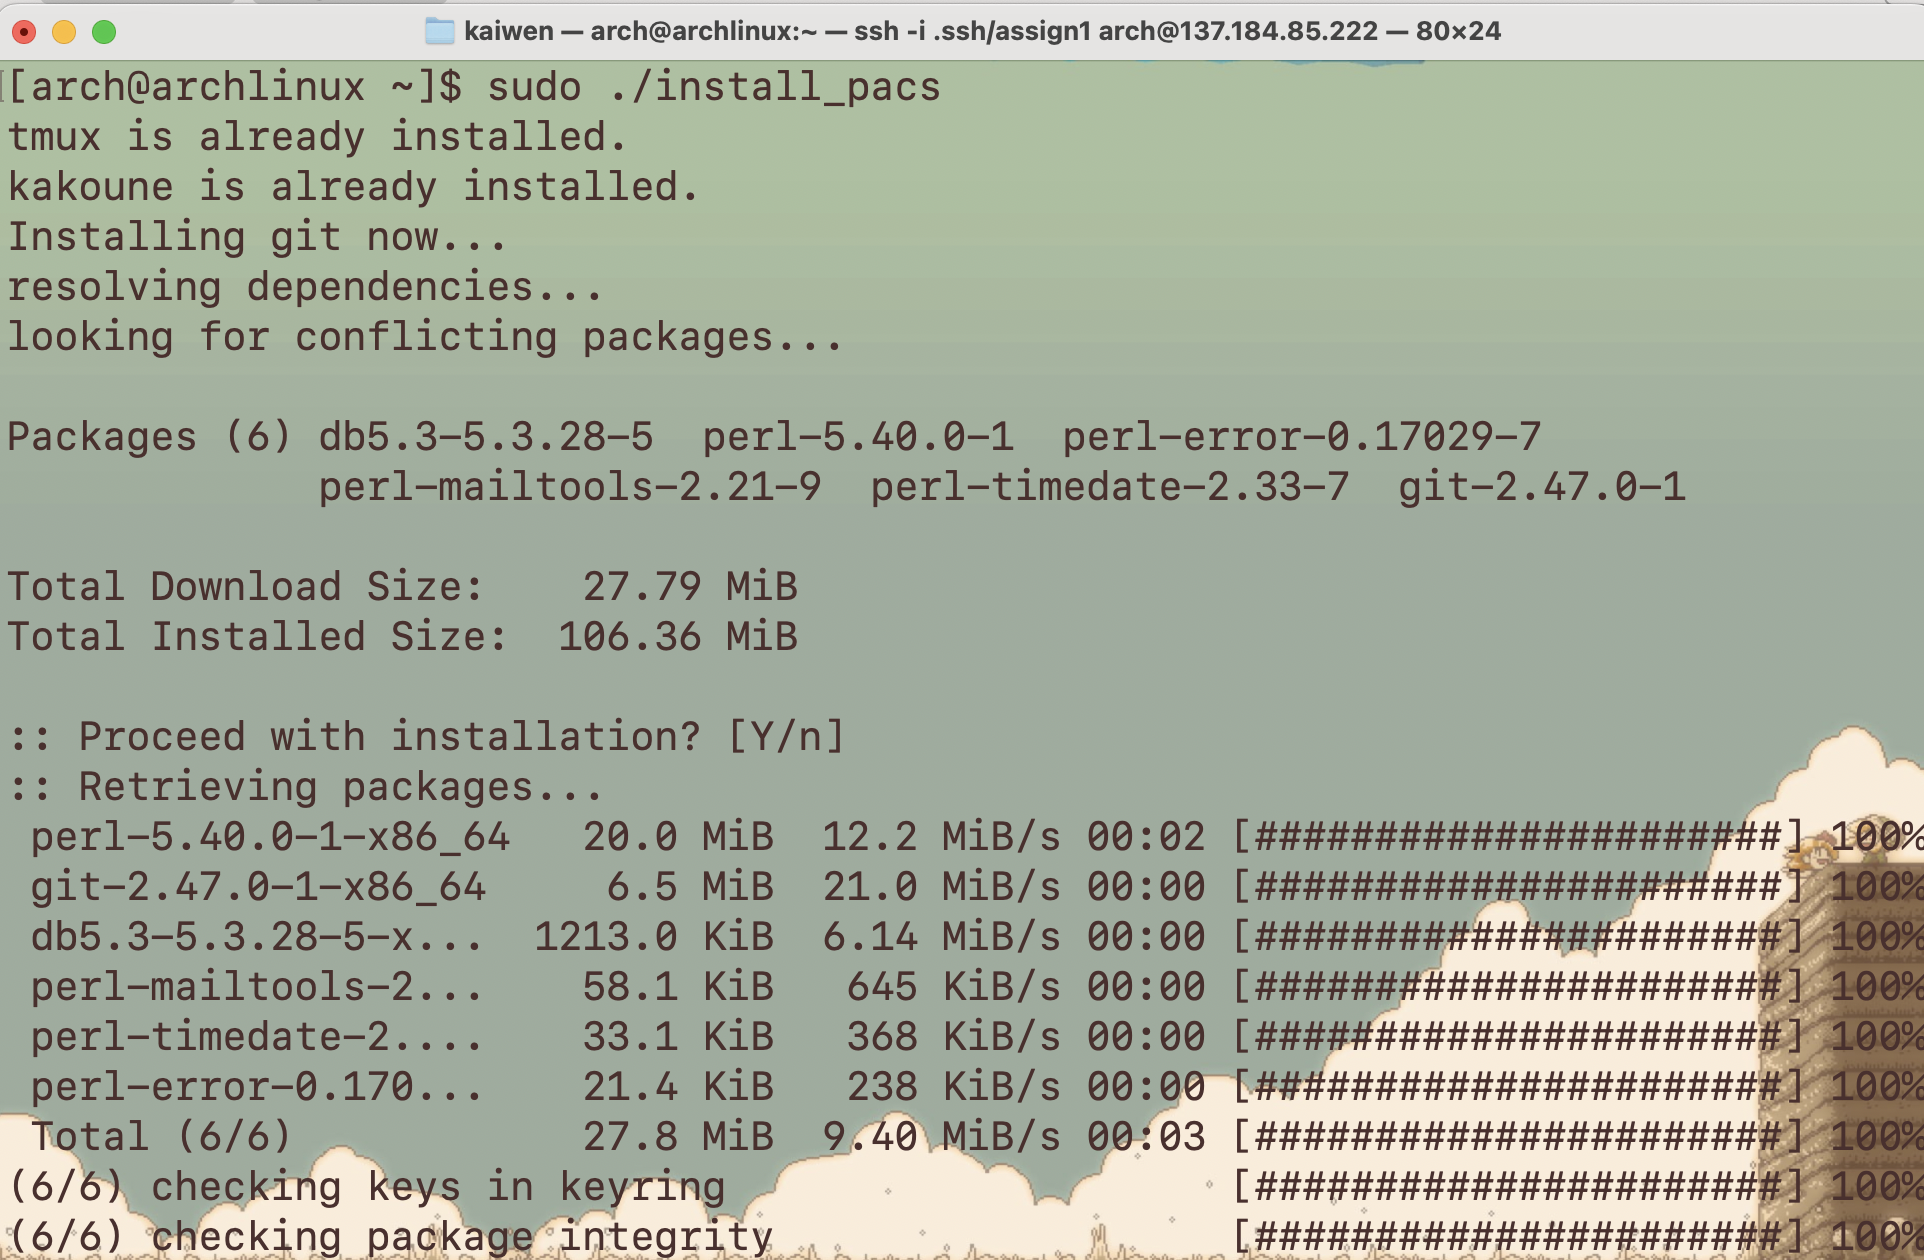 kaiwen — arch@archlinux:~ — ssh -i .ssh/assign1 arch@137.184.85.222 — 80×24
[arch@archlinux ~]$ sudo ./install_pacs
tmux is already installed.
kakoune is already installed.
Installing git now...
resolving dependencies...
looking for conflicting packages...
Packages (6) db5.3-5.3.28-5  perl-5.40.0-1  perl-error-0.17029-7
perl-mailtools-2.21-9  perl-timedate-2.33-7  git-2.47.0-1
Total Download Size:    27.79 MiB
Total Installed Size:  106.36 MiB
:: Proceed with installation? [Y/n]
:: Retrieving packages...
perl-5.40.0-1-x86_64   20.0 MiB  12.2 MiB/s 00:02 [######################] 100%
git-2.47.0-1-x86_64     6.5 MiB  21.0 MiB/s 00:00 [######################] 100%
db5.3-5.3.28-5-x...  1213.0 KiB  6.14 MiB/s 00:00 [######################] 100%
perl-mailtools-2...    58.1 KiB   645 KiB/s 00:00 [######################] 100%
perl-timedate-2....    33.1 KiB   368 KiB/s 00:00 [######################] 100%
perl-error-0.170...    21.4 KiB   238 KiB/s 00:00 [######################] 100%
Total (6/6)            27.8 MiB  9.40 MiB/s 00:03 [######################] 100%
(6/6) checking keys in keyring                     [######################] 100%
(6/6) checking package integrity                   [######################] 100%